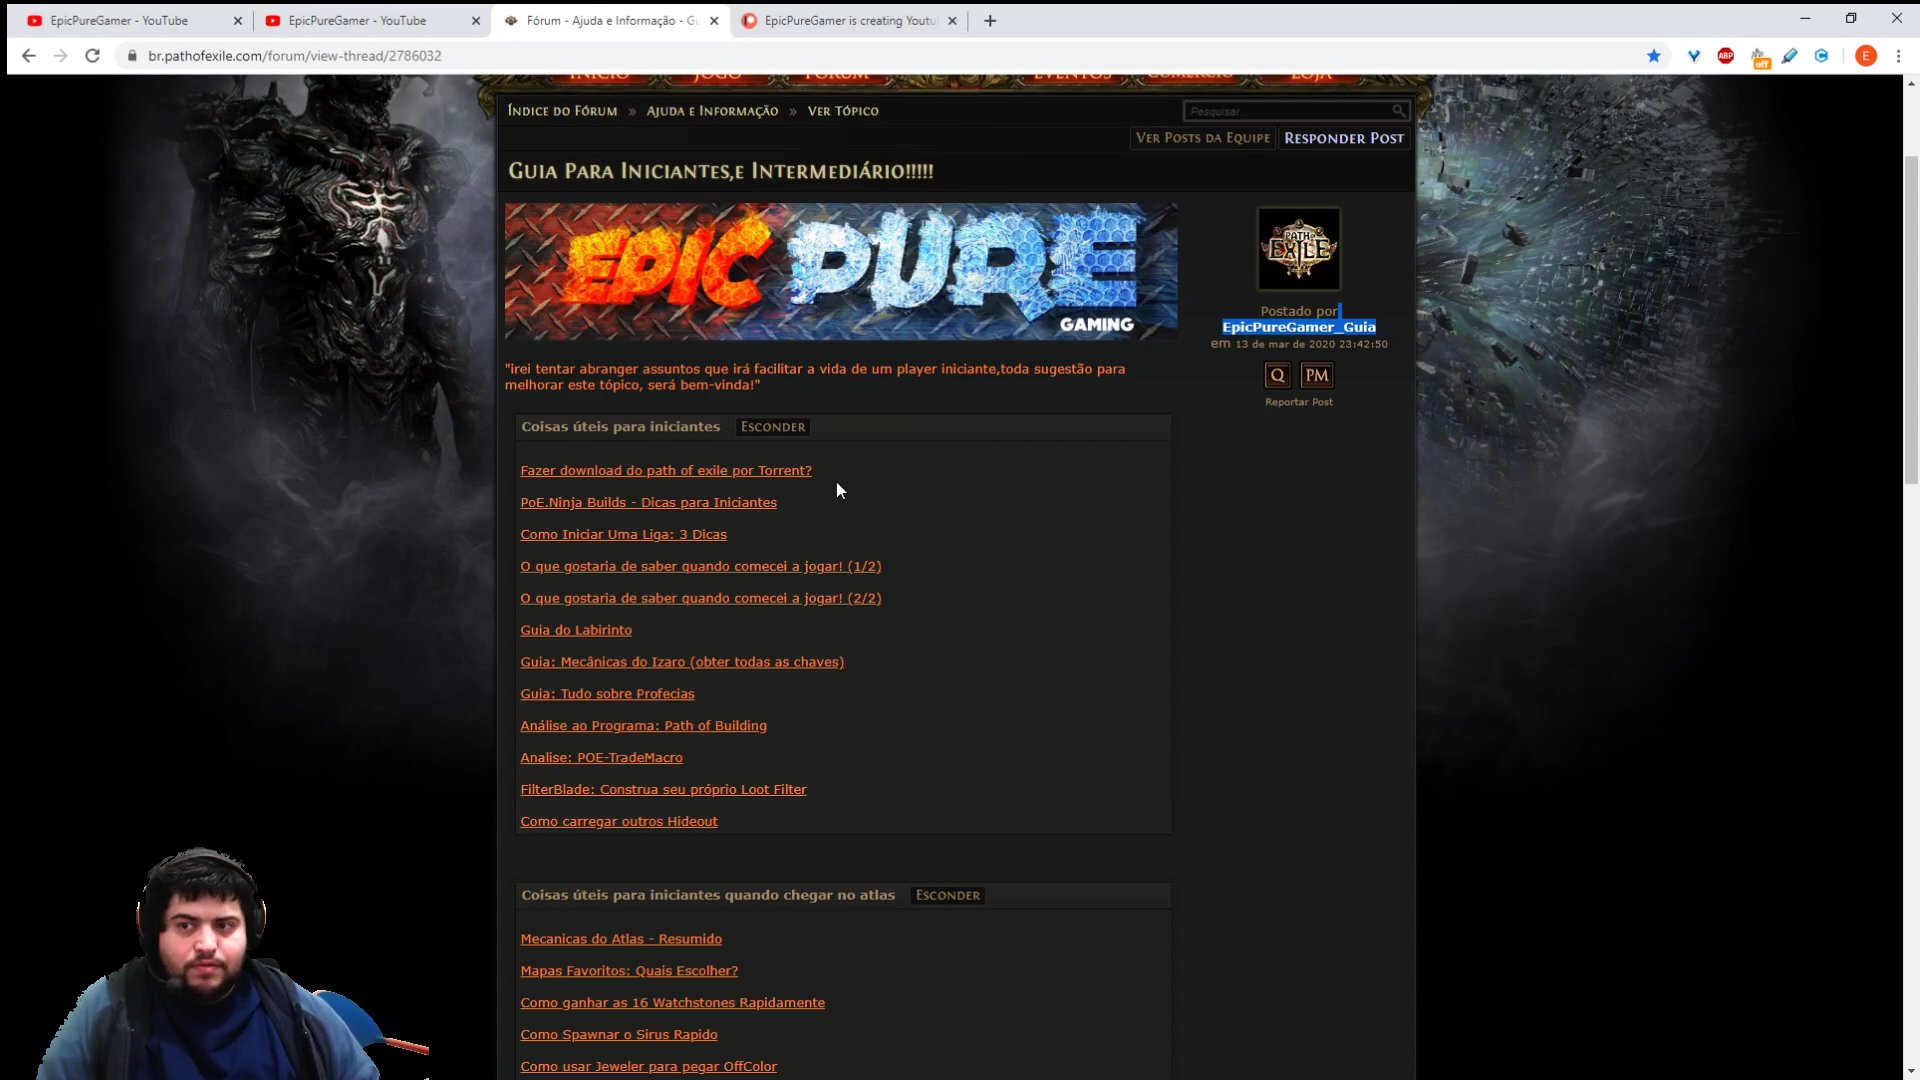 EpicPureGamer - YouTube
EpicPureGamer - YouTube
Fórum - Ajuda e Informação - Gu
EpicPureGamer is creating Youtu
br.pathofexile.com/forum/view-thread/2786032
ABP
off
E
INÍCIO JOGO FÓRUM EVENTOS COMÉRCIO LOJA
Índice do Fórum » Ajuda e Informação » Ver Tópico
Pesquisar...
Ver Posts da Equipe
Responder Post
Guia Para Iniciantes,e Intermediário!!!!!
EPIC PURE
GAMING
PATH OF EXILE
Postado por
EpicPureGamer_Guia
em 13 de mar de 2020 23:42:50
Q PM
Reportar Post
"irei tentar abranger assuntos que irá facilitar a vida de um player iniciante,toda sugestão para
melhorar este tópico, será bem-vinda!"
Coisas úteis para iniciantes Esconder
Fazer download do path of exile por Torrent?
PoE.Ninja Builds - Dicas para Iniciantes
Como Iniciar Uma Liga: 3 Dicas
O que gostaria de saber quando comecei a jogar! (1/2)
O que gostaria de saber quando comecei a jogar! (2/2)
Guia do Labirinto
Guia: Mecânicas do Izaro (obter todas as chaves)
Guia: Tudo sobre Profecias
Análise ao Programa: Path of Building
Analise: POE-TradeMacro
FilterBlade: Construa seu próprio Loot Filter
Como carregar outros Hideout
Coisas úteis para iniciantes quando chegar no atlas Esconder
Mecanicas do Atlas - Resumido
Mapas Favoritos: Quais Escolher?
Como ganhar as 16 Watchstones Rapidamente
Como Spawnar o Sirus Rapido
Como usar Jeweler para pegar OffColor